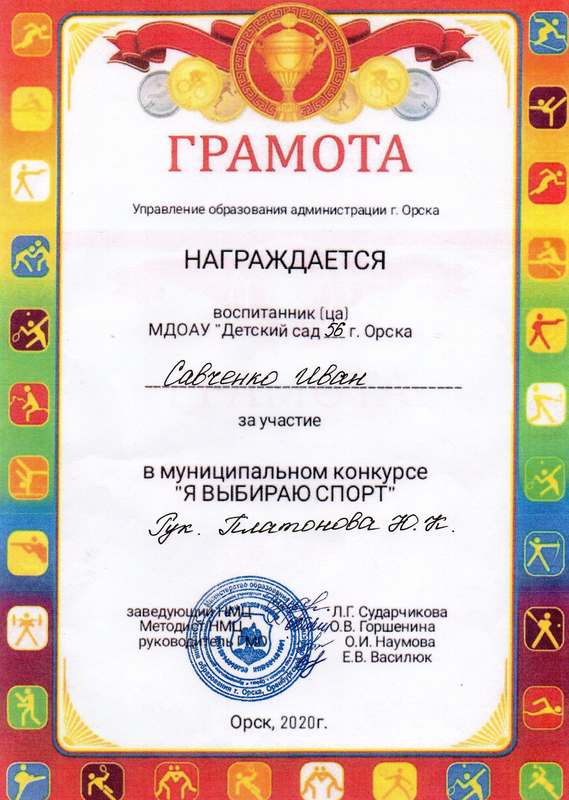 ГРАМОТА
Управление образования администрации г. Орска
НАГРАЖДАЕТСЯ
воспитанник (ца)
МДОАУ "Детский сад 56 г. Орска
Савченко Иван
за участие
в муниципальном конкурсе
"Я ВЫБИРАЮ СПОРТ"
Рук. Платонова Ю.К.
заведующий НМЦ Л.Г. Сударчикова
Методист НМЦ О.В. Горшенина
руководитель ГМО О.И. Наумова
Е.В. Василюк
Орск, 2020г.